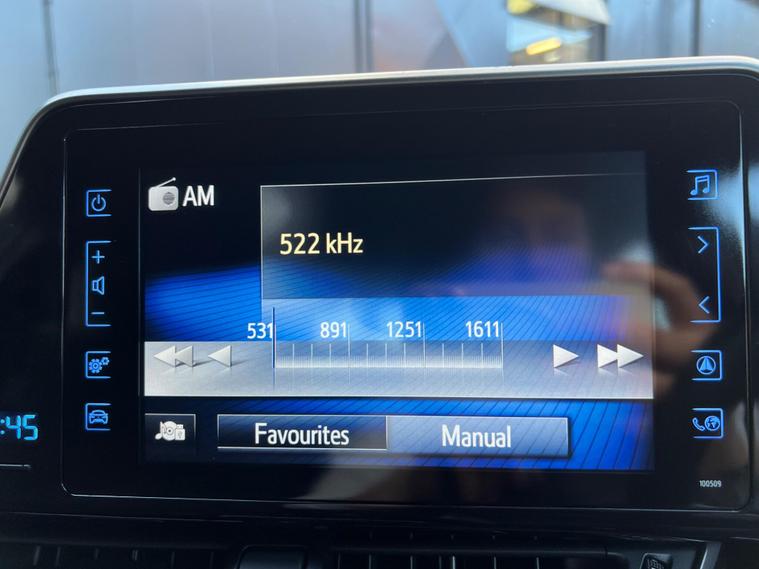 AM
522 kHz
531 891 1251 1611
:45
Favourites Manual
100509